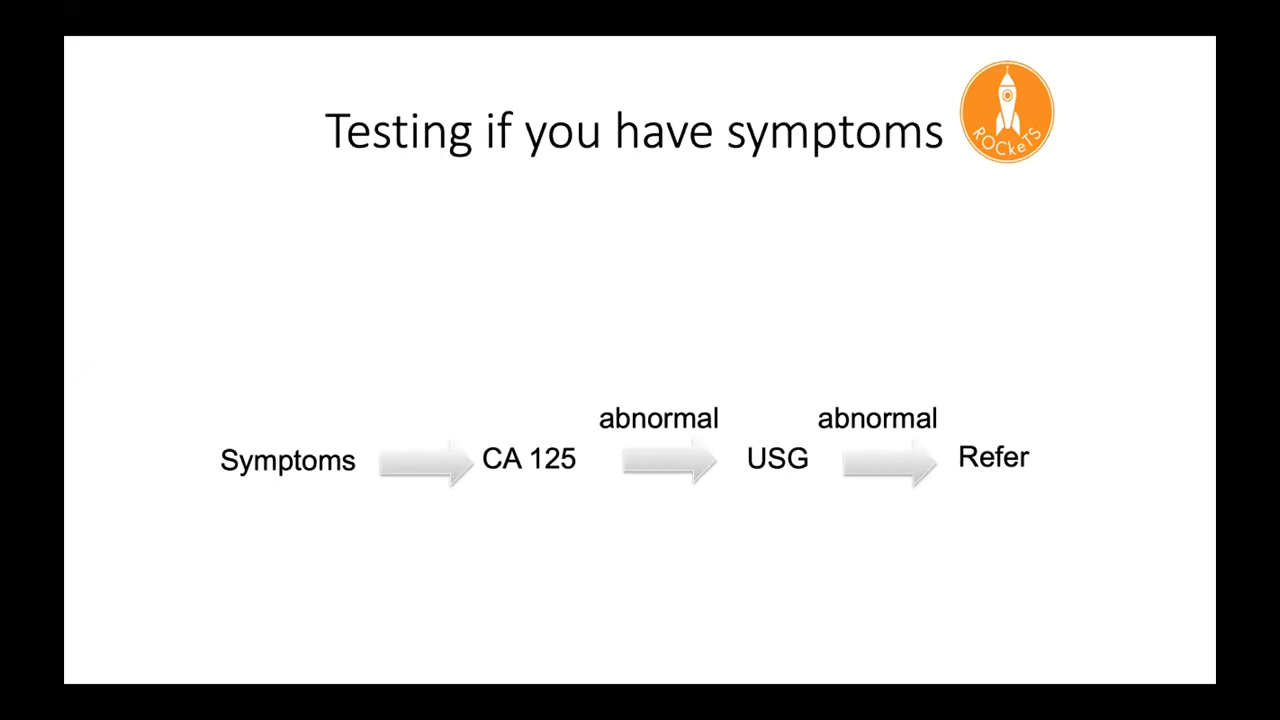 Testing if you have symptoms
ROCkeTS
abnormal abnormal
Symptoms CA 125 USG Refer